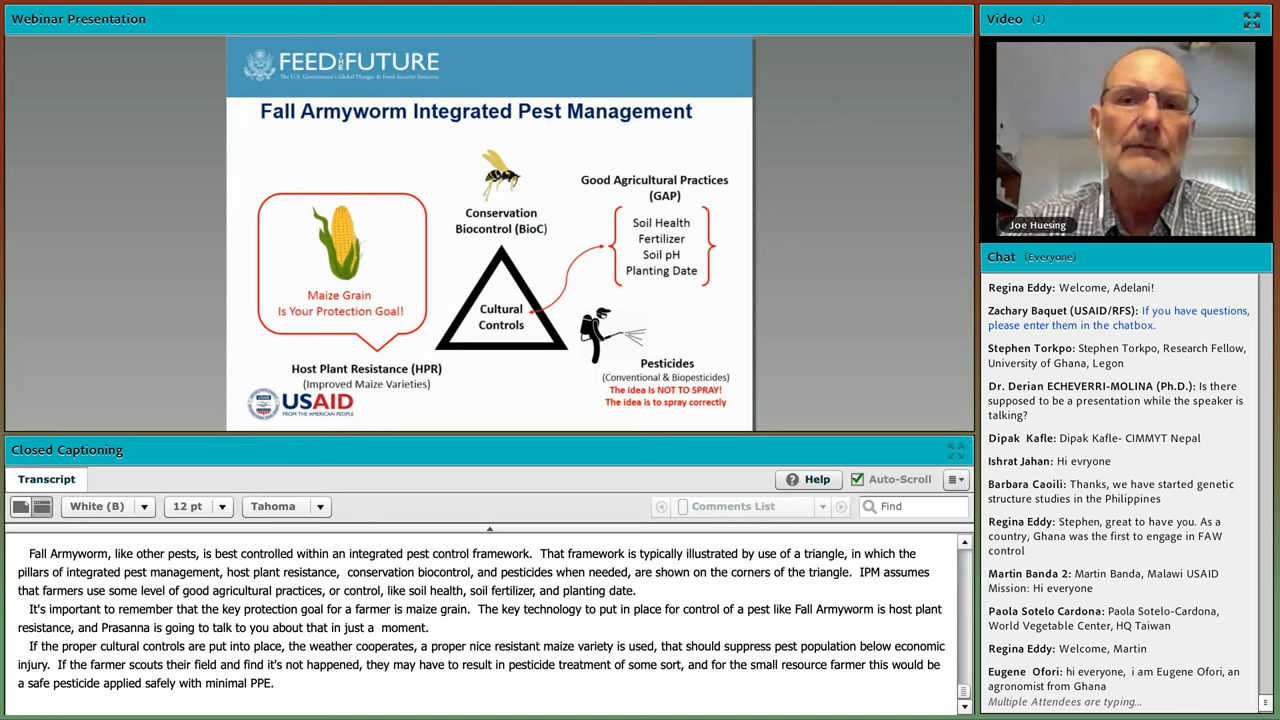 Webinar Presentation
FEED THE FUTURE
The U.S. Government's Global Hunger & Food Security Initiative
Fall Armyworm Integrated Pest Management
Conservation
Biocontrol (BioC)
Good Agricultural Practices
(GAP)
Soil Health
Fertilizer
Soil pH
Planting Date
Maize Grain
Is Your Protection Goal!
Cultural
Controls
Host Plant Resistance (HPR)
(Improved Maize Varieties)
Pesticides
(Conventional & Biopesticides)
The idea is NOT TO SPRAY!
The idea is to spray correctly
USAID
FROM THE AMERICAN PEOPLE
Video (1)
Joe Huesing
Chat (Everyone)
Regina Eddy: Welcome, Adelani!
Zachary Baquet (USAID/RFS): If you have questions,
please enter them in the chatbox.
Stephen Torkpo: Stephen Torkpo, Research Fellow,
University of Ghana, Legon
Dr. Derian ECHEVERRI-MOLINA (Ph.D.): Is there
supposed to be a presentation while the speaker is
talking?
Dipak Kafle: Dipak Kafle- CIMMYT Nepal
Ishrat Jahan: Hi evryone
Barbara Caoili: Thanks, we have started genetic
structure studies in the Philippines
Regina Eddy: Stephen, great to have you. As a
country, Ghana was the first to engage in FAW
control
Martin Banda 2: Martin Banda, Malawi USAID
Mission: Hi everyone
Paola Sotelo Cardona: Paola Sotelo-Cardona,
World Vegetable Center, HQ Taiwan
Regina Eddy: Welcome, Martin
Eugene Ofori: hi everyone, i am Eugene Ofori, an
agronomist from Ghana
Multiple Attendees are typing...
Closed Captioning
Transcript
Help
Auto-Scroll
White (B)
12 pt
Tahoma
Comments List
Find
Fall Armyworm, like other pests, is best controlled within an integrated pest control framework. That framework is typically illustrated by use of a triangle, in which the
pillars of integrated pest management, host plant resistance, conservation biocontrol, and pesticides when needed, are shown on the corners of the triangle. IPM assumes
that farmers use some level of good agricultural practices, or control, like soil health, soil fertilizer, and planting date.
It's important to remember that the key protection goal for a farmer is maize grain. The key technology to put in place for control of a pest like Fall Armyworm is host plant
resistance, and Prasanna is going to talk to you about that in just a moment.
If the proper cultural controls are put into place, the weather cooperates, a proper nice resistant maize variety is used, that should suppress pest population below economic
injury. If the farmer scouts their field and find it's not happened, they may have to result in pesticide treatment of some sort, and for the small resource farmer this would be
a safe pesticide applied safely with minimal PPE.